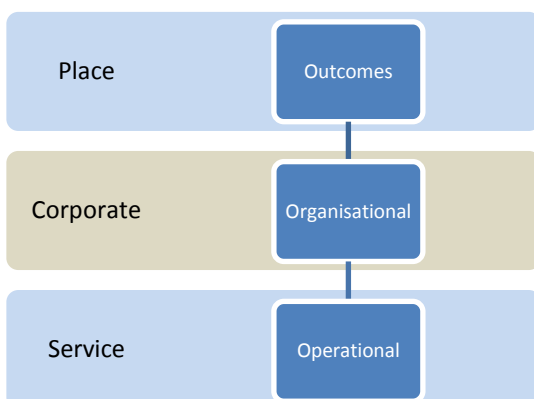 Place
Outcomes
Corporate
Organisational
Service
Operational